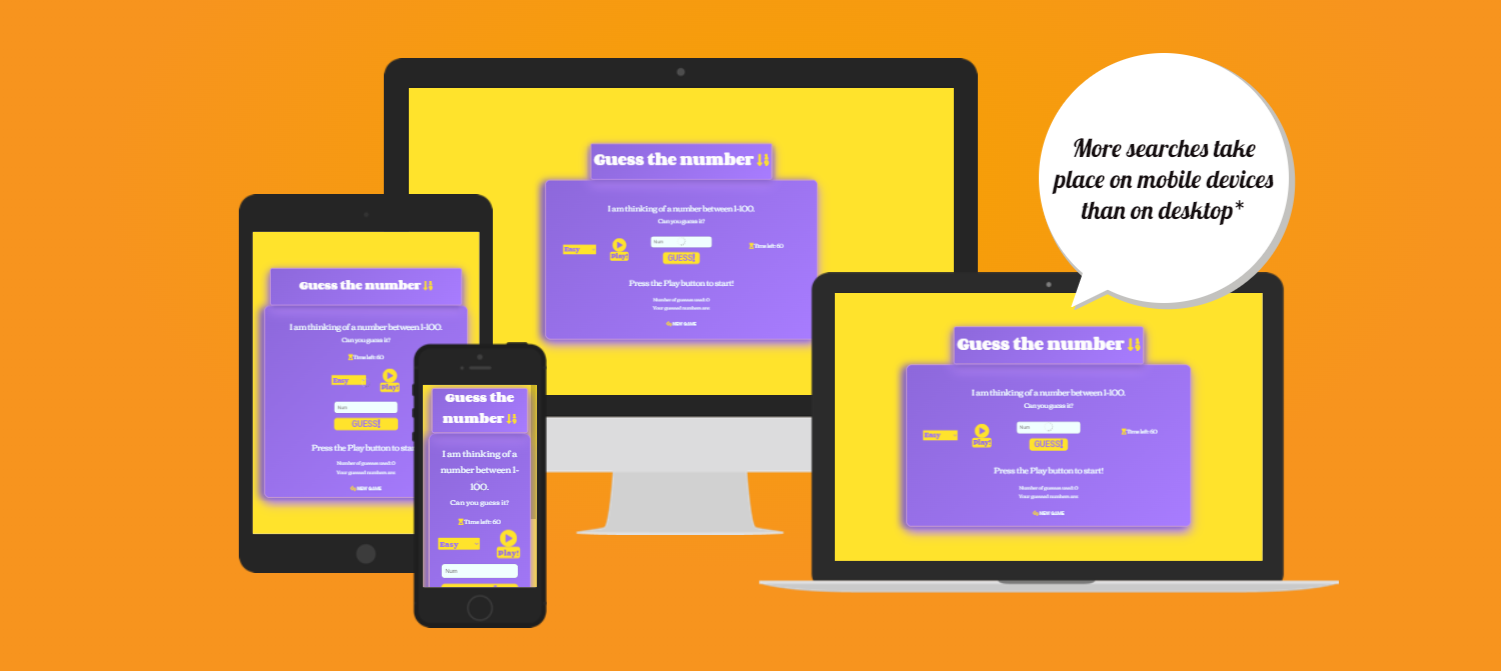 More searches take
place on mobile devices
than on desktop*
Guess the number
I am thinking of a number between 1-100.
Can you guess it?
Easy
Play!
Num
GUESS!
Time left: 60
Press the Play button to start!
Number of guesses used: 0
Your guessed numbers are:
NEW GAME
Guess the number
I am thinking of a number between 1-100.
Can you guess it?
Time left: 60
Easy
Play!
Num
GUESS!
Press the Play button to star
Number of guesses used: 0
Your guessed numbers are:
NEW GAME
Guess the
number
I am thinking of a
number between 1-
100.
Can you guess it?
Time left: 60
Easy
Play!
Num
Guess the number
I am thinking of a number between 1-100.
Can you guess it?
Easy
Play!
Num
GUESS!
Time left: 60
Press the Play button to start!
Number of guesses used: 0
Your guessed numbers are:
NEW GAME